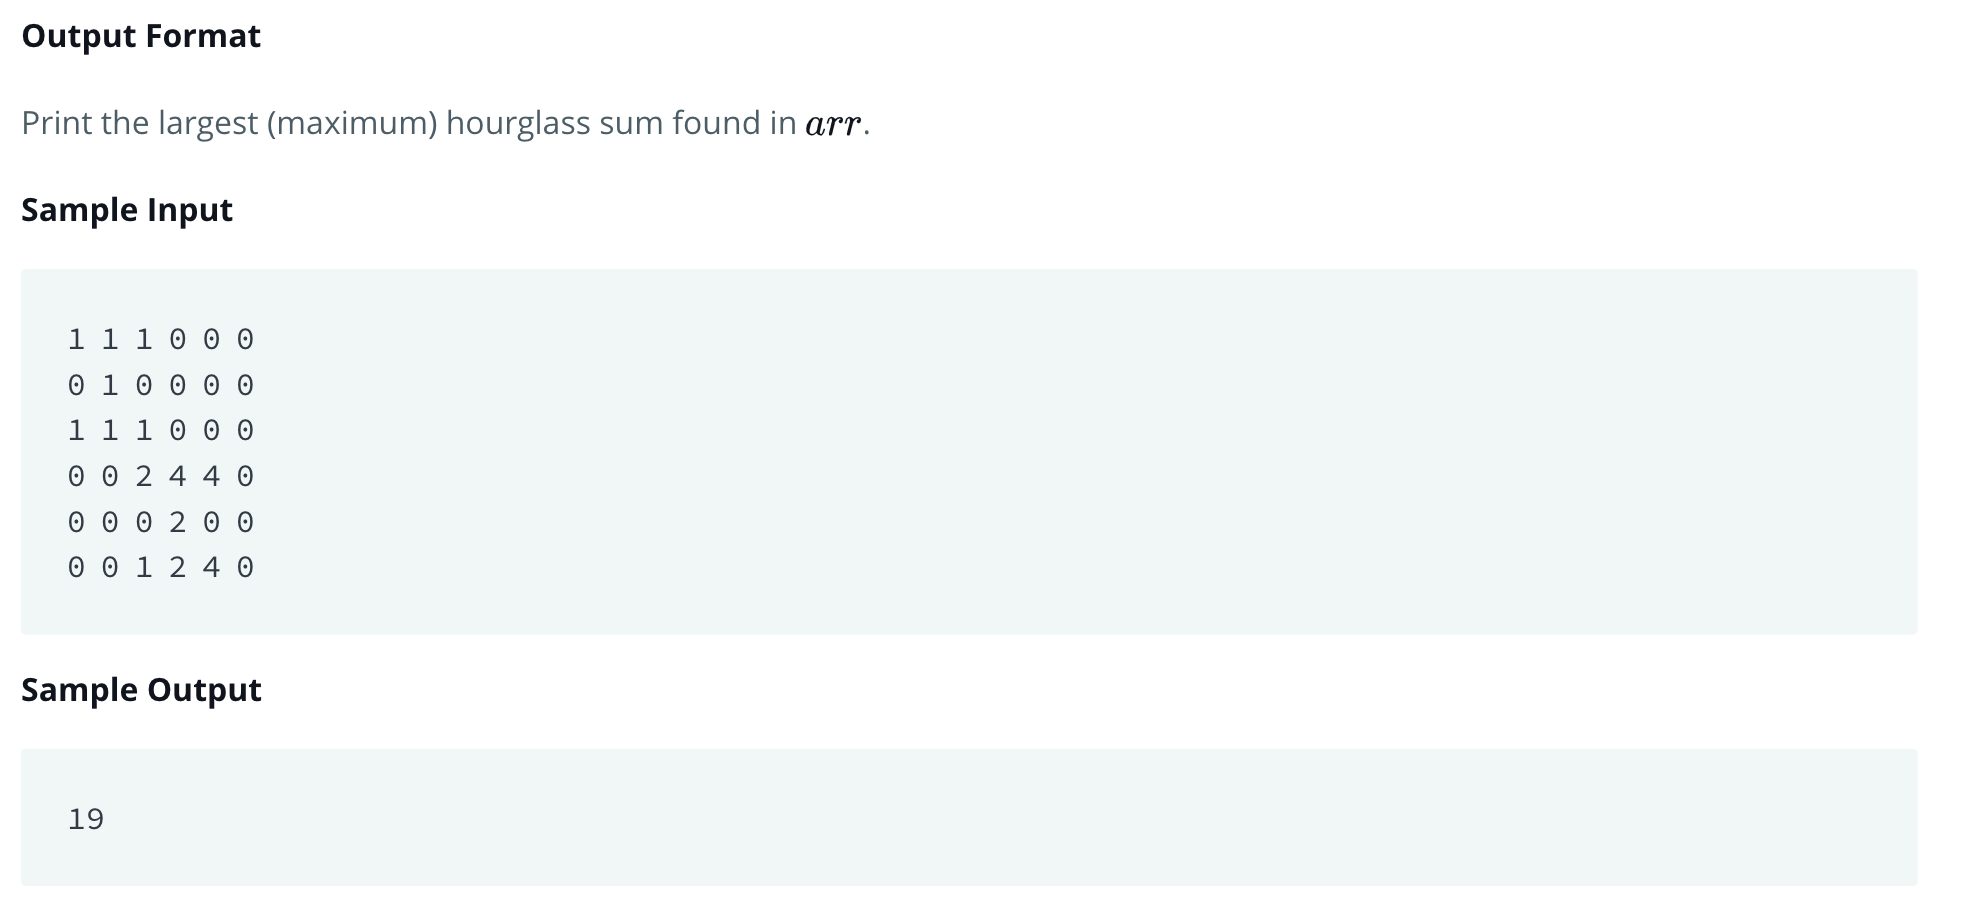 Output Format
Print the largest (maximum) hourglass sum found in arr.
Sample Input
1 1 1 0 0 0
0 1 0 0 0 0
1 1 1 0 0 0
0 0 2 4 4 0
0 0 0 2 0 0
0 0 1 2 4 0
Sample Output
19